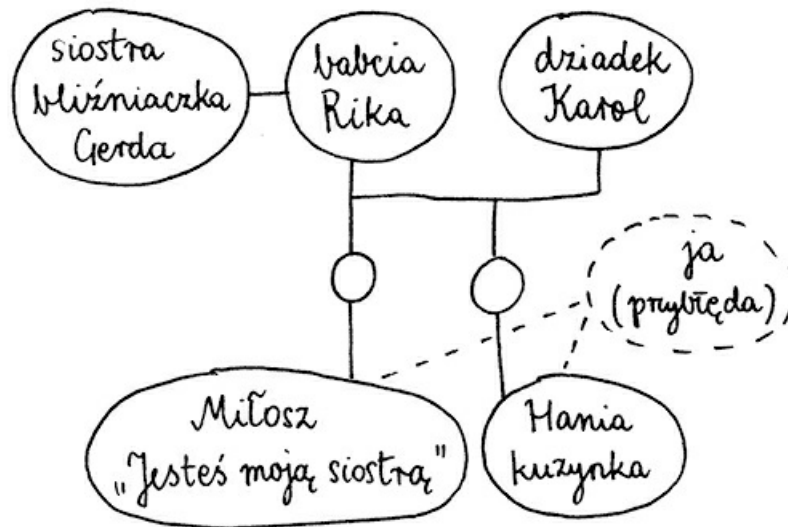 siostra
bliźniaczka
Gerda
babcia
Rika
dziadek
Karol
ja
(przybłęda)
Miłosz
„Jesteś moją siostrą"
Hania
kuzynka